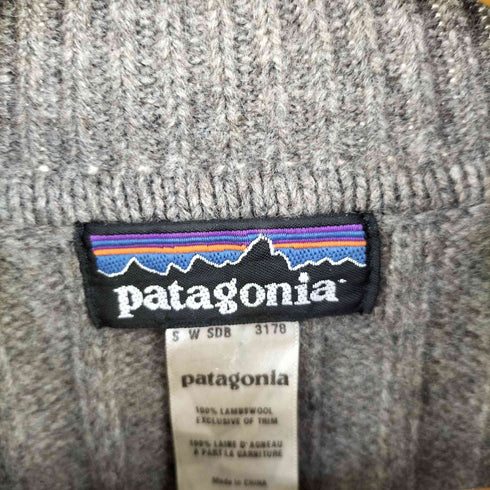 patagonia
S W SDB 3178
patagonia
100% LAMBSWOOL
EXCLUSIVE OF TRIM
100% LAINE D'AGNEAU
À PART LA GARNITURE
Made in CHINA